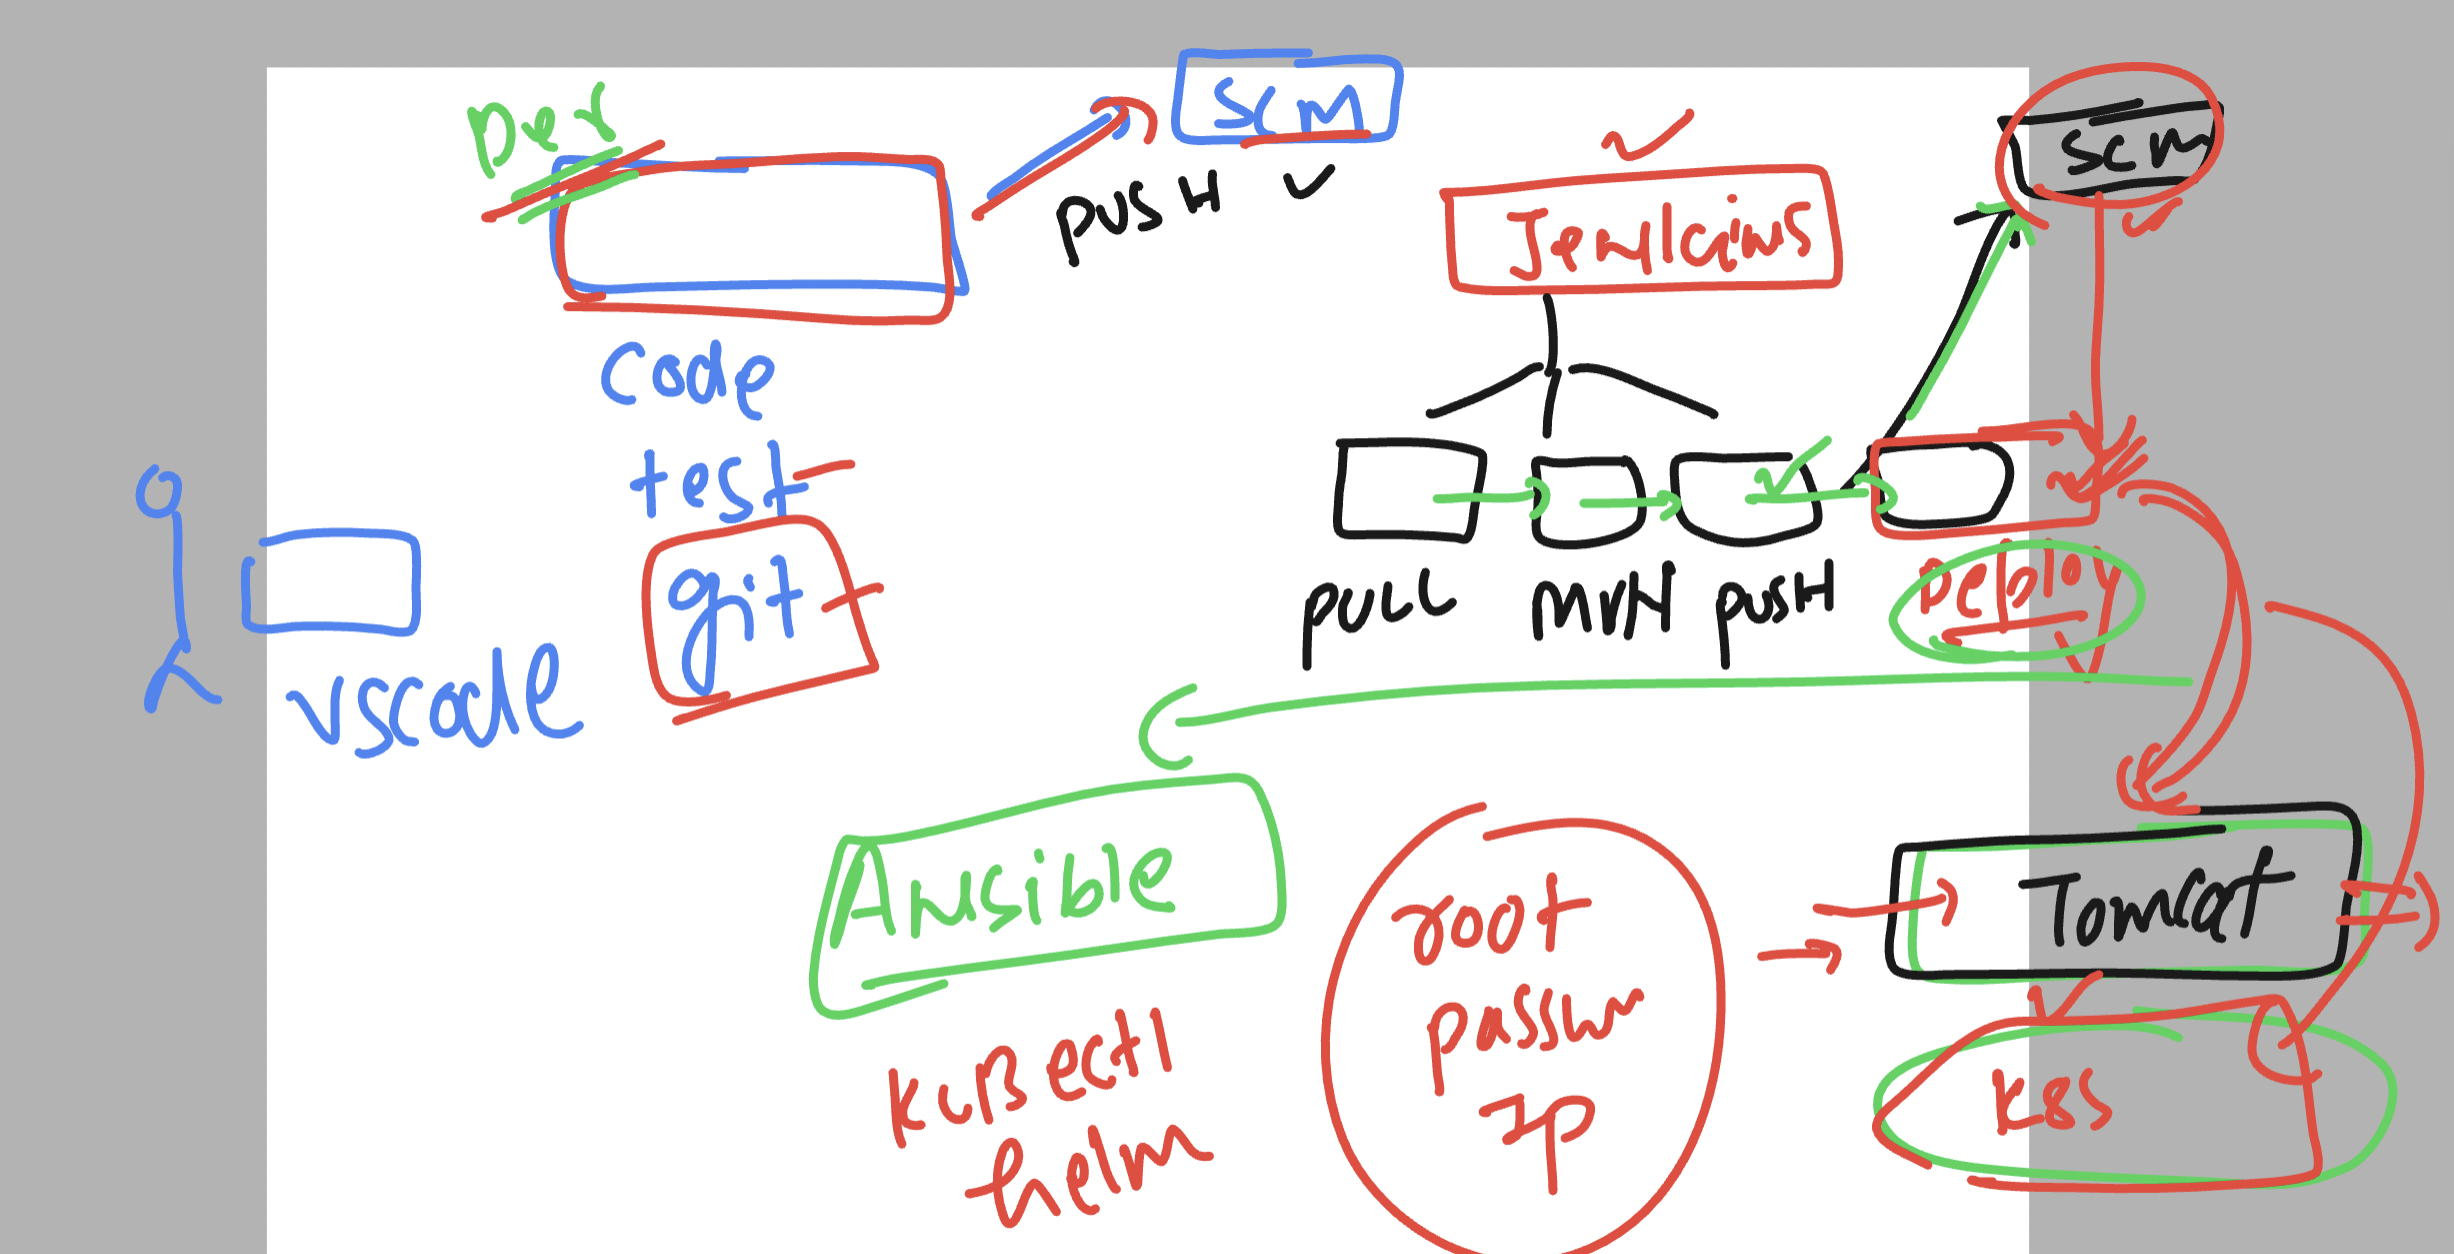 Dev
scm
PUSH
Jenkins
scm
code
test
git
vscode
PULL
MVN
PUSH
Deploy
Ansible
Tomcat
root
passw
IP
kubectl
helm
K8S